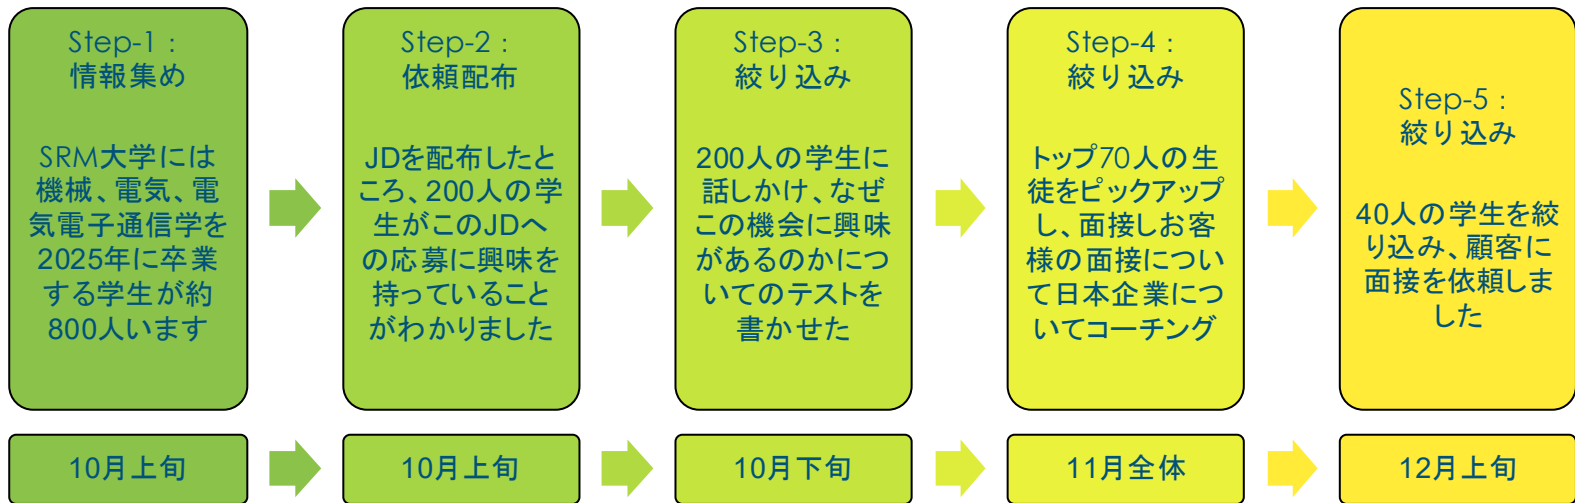 Step-1：
情報集め
SRM大学には
機械、電気、電
気電子通信学を
2025年に卒業
する学生が約
800人います
Step-2：
依頼配布
JDを配布したと
ころ、200人の学
生がこのJDへ
の応募に興味を
持っていること
がわかりました
Step-3：
絞り込み
200人の学生に
話しかけ、なぜ
この機会に興味
があるのかにつ
いてのテストを
書かせた
Step-4：
絞り込み
トップ70人の生
徒をピックアップ
し、面接しお客
様の面接につい
て日本企業につ
いてコーチング
Step-5：
絞り込み
40人の学生を絞
り込み、顧客に
面接を依頼しま
した
10月上旬
10月上旬
10月下旬
11月全体
12月上旬